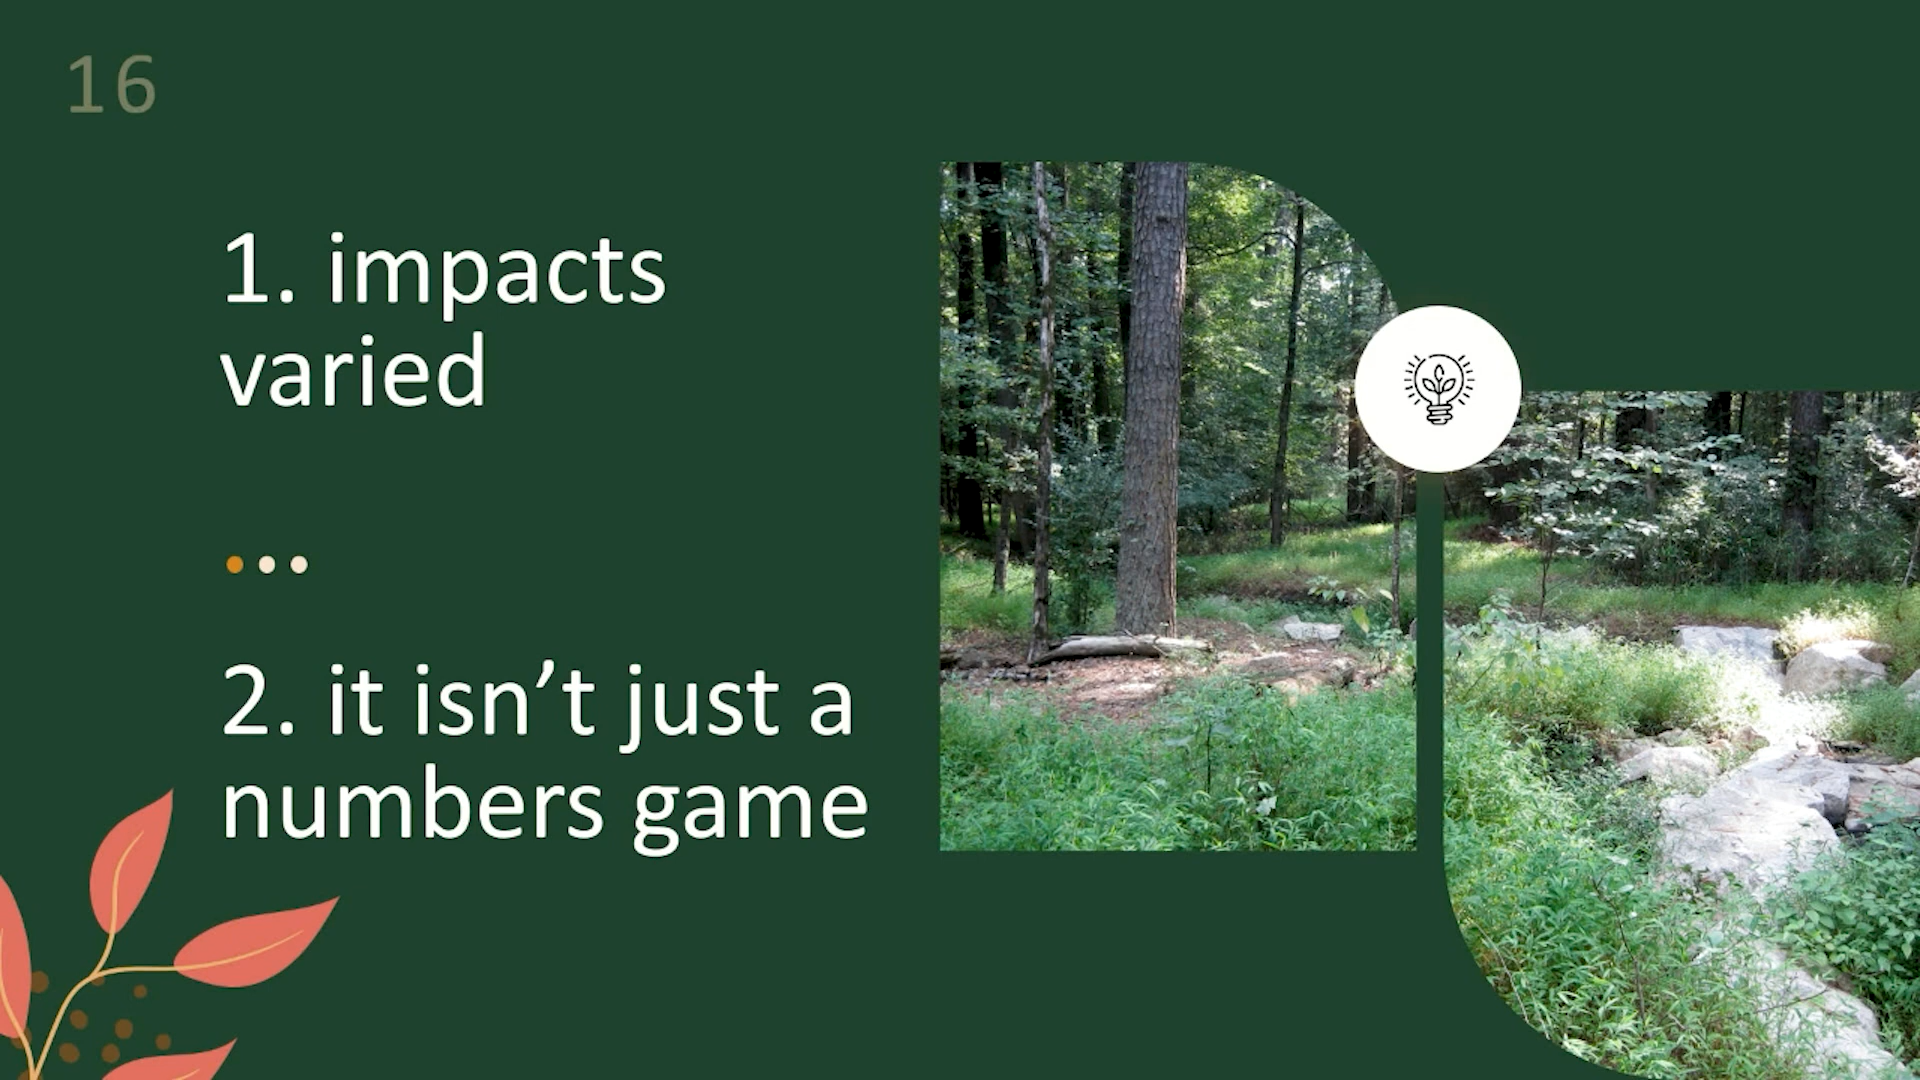 16
1. impacts
varied
2. it isn’t just a
numbers game